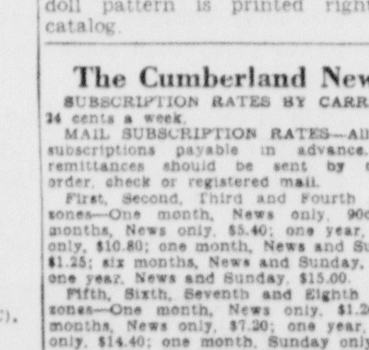 doll pattern is printed right
catalog.
The Cumberland New
SUBSCRIPTION RATES BY CARR
24 cents a week.
MAIL SUBSCRIPTION RATES—All
subscriptions payable in advance.
remittances should be sent by
order, check or registered mail.
First, Second, Third and Fourth
zones—One month, News only, 90c
months, News only, $5.40; one year,
only, $10.80; one month, News and Su
$1.25; six months, News and Sunday,
one year, News and Sunday, $15.00.
Fifth, Sixth, Seventh and Eighth
zones—One month, News only, $1.2
months, News only, $7.20; one year,
only, $14.40; one month, Sunday only